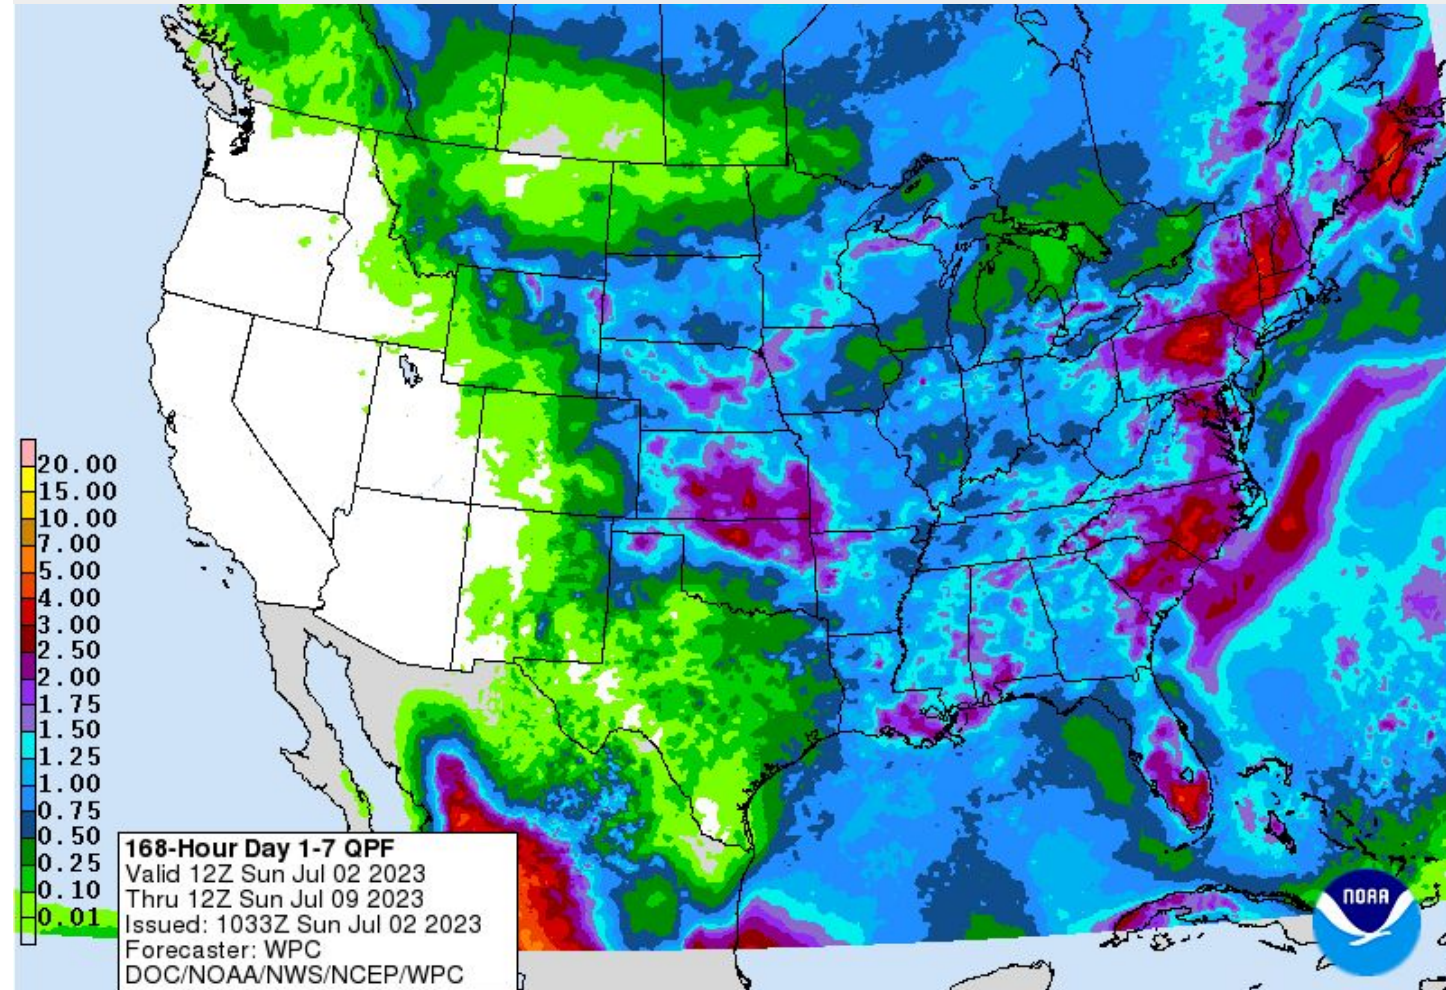 20.00
15.00
10.00
7.00
5.00
4.00
3.00
2.50
2.00
1.75
1.50
1.25
1.00
0.75
0.50
0.25
0.10
0.01
168-Hour Day 1-7 QPF
Valid 12Z Sun Jul 02 2023
Thru 12Z Sun Jul 09 2023
Issued: 1033Z Sun Jul 02 2023
Forecaster: WPC
DOC/NOAA/NWS/NCEP/WPC
NOAA